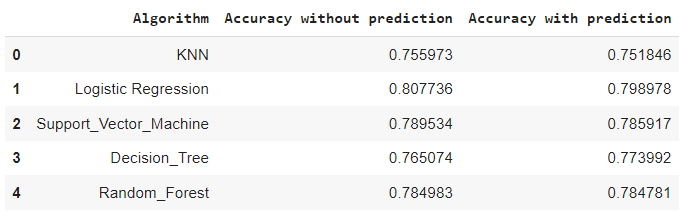 Algorithm Accuracy without prediction Accuracy with prediction
0 KNN 0.755973 0.751846
1 Logistic Regression 0.807736 0.798978
2 Support_Vector_Machine 0.789534 0.785917
3 Decision_Tree 0.765074 0.773992
4 Random_Forest 0.784983 0.784781